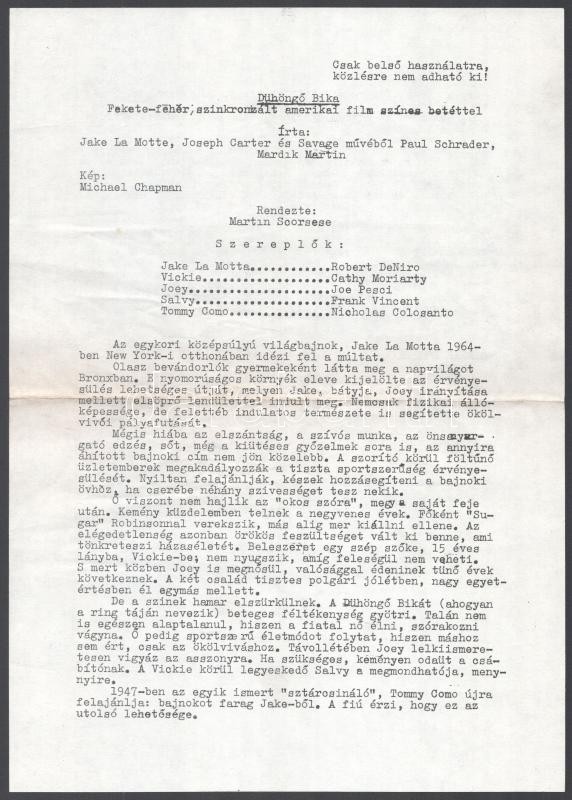 Csak belső használatra,
közlésre nem adható ki!
Dühöngő Bika
Fekete-fehér, szinkronzált amerikai film színes betéttel
Írta:
Jake La Motte, Joseph Carter és Savage művéből Paul Schrader,
Mardik Martin
Kép:
Michael Chapman
Rendezte:
Martin Scorsese
S z e r e p l ő k :
Jake La Motta............Robert DeNiro
Vickie...................Cathy Moriarty
Joey.....................Joe Pesci
Salvy....................Frank Vincent
Tommy Como...............Nicholas Colosanto
Az egykori középsúlyú világbajnok, Jake La Motta 1964-
ben New York-i otthonában idézi fel a múltat.
Olasz bevándorlók gyermekeként látta meg a napvilágot
Bronxban. E nyomorúságos környék eleve kijelölte az érvénye-
sülés lehetséges útját, melyen Jake, bátyja, Joey irányítása
mellett elsöprő lendülettel indult meg. Nemcsak fizikai álló-
képessége, de felettéb indulatos természete is segítette ököl-
vívói pályafutását.
Mégis hiába az elszántság, a szívós munka, az önsanyar-
gató edzés, sőt, még a kiütéses győzelmek sora is, az annyira
áhított bajnoki cím nem jön közelebb. A szorító körül föltűnő
üzletemberek megakadályozzák a tiszta sportszerűség érvénye-
sülését. Nyiltan felajánlják, készek hozzásegíteni a bajnoki
övhöz, ha cserébe néhány szivességet tesz nekik.
Ő viszont nem hajlik az "okos szóra", megy a saját feje
után. Kemény küzdelemben telnek a negyvenes évek. Főként "Su-
gar" Robinsonnal verekszik, más alig mer kiállni ellene. Az
elégedetlenség azonban örökös feszültséget vált ki benne, ami
tönkreteszi házaséletét. Beleszeret egy szép szőke, 15 éves
lányba, Vickie-be; nem nyugszik, amíg feleségül nem veheti.
S mert közben Joey is megnősül, valósággal édeninek tünő évek
következnek. A két család tisztes polgári jólétben, nagy egyet-
értésben él egymás mellett.
De a szinek hamar elszürkülnek. A Dühöngő Bikát (ahogyan
a ring táján nevezik) beteges féltékenység gyötri. Talán nem
is egészen alaptalanul, hiszen a fiatal nő élni, szórakozni
vágyna. Ő pedig sportszerű életmódot folytat, hiszen máshoz
sem ért, csak az ökölvíváshoz. Távollétében Joey lelkiismere-
tesen vigyáz az asszonyra. Ha szükséges, keményen odaüt a csá-
bítónak. A Vickie körül legyeskedő Salvy a megmondhatója, meny-
nyire.
1947-ben az egyik ismert "sztárosináló", Tommy Como újra
felajánlja: bajnokot farag Jake-ből. A fiú érzi, hogy ez az
utolsó lehetősége.